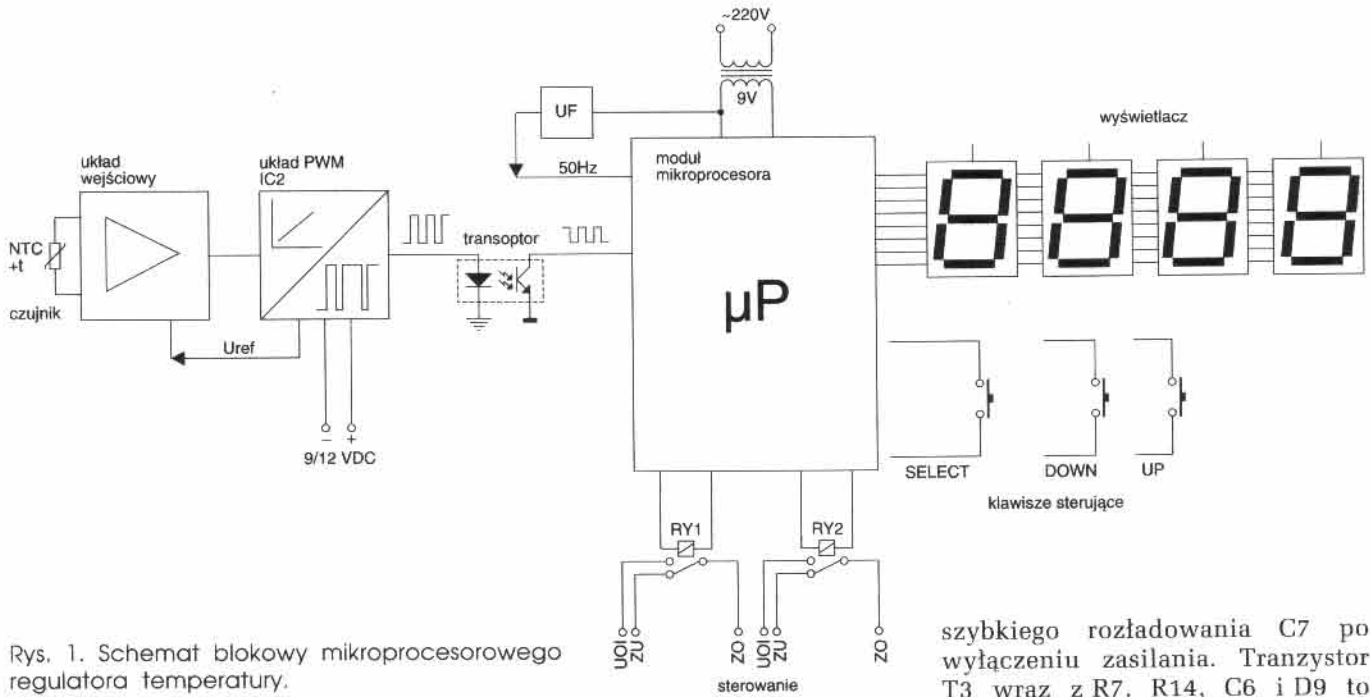 ~220V
9V
UF
50Hz
układ
wejściowy
układ PWM
IC2
NTC
+t
czujnik
Uref
− +
9/12 VDC
transoptor
moduł
mikroprocesora
µP
wyświetlacz
8888
SELECT
DOWN
UP
klawisze sterujące
RY1
RY2
UOI
ZU
ZO
UOI
ZU
ZO
sterowanie
Rys. 1. Schemat blokowy mikroprocesorowego
regulatora temperatury.
szybkiego rozładowania C7 po
wyłączeniu zasilania. Tranzystor
T3 wraz z R7, R14, C6 i D9 to